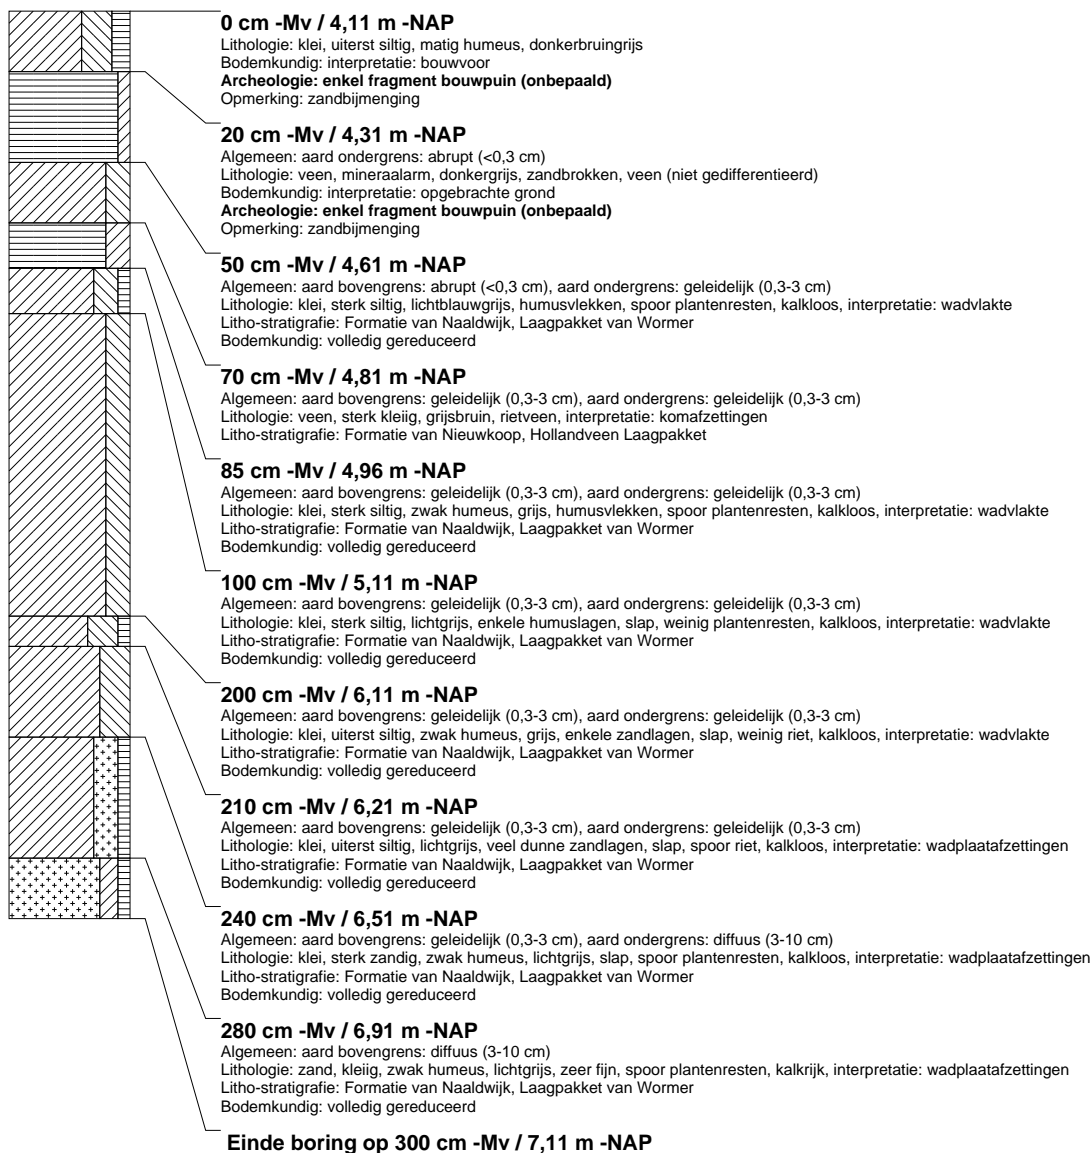 0 cm -Mv / 4,11 m -NAP
Lithologie: klei, uiterst siltig, matig humeus, donkerbruingrijs
Bodemkundig: interpretatie: bouwvoor
Archeologie: enkel fragment bouwpuin (onbepaald)
Opmerking: zandbijmenging
20 cm -Mv / 4,31 m -NAP
Algemeen: aard ondergrens: abrupt (<0,3 cm)
Lithologie: veen, mineraalarm, donkergrijs, zandbrokken, veen (niet gedifferentieerd)
Bodemkundig: interpretatie: opgebrachte grond
Archeologie: enkel fragment bouwpuin (onbepaald)
Opmerking: zandbijmenging
50 cm -Mv / 4,61 m -NAP
Algemeen: aard bovengrens: abrupt (<0,3 cm), aard ondergrens: geleidelijk (0,3-3 cm)
Lithologie: klei, sterk siltig, lichtblauwgrijs, humusvlekken, spoor plantenresten, kalkloos, interpretatie: wadvlakte
Litho-stratigrafie: Formatie van Naaldwijk, Laagpakket van Wormer
Bodemkundig: volledig gereduceerd
70 cm -Mv / 4,81 m -NAP
Algemeen: aard bovengrens: geleidelijk (0,3-3 cm), aard ondergrens: geleidelijk (0,3-3 cm)
Lithologie: veen, sterk kleiig, grijsbruin, rietveen, interpretatie: komafzettingen
Litho-stratigrafie: Formatie van Nieuwkoop, Hollandveen Laagpakket
85 cm -Mv / 4,96 m -NAP
Algemeen: aard bovengrens: geleidelijk (0,3-3 cm), aard ondergrens: geleidelijk (0,3-3 cm)
Lithologie: klei, sterk siltig, zwak humeus, grijs, humusvlekken, spoor plantenresten, kalkloos, interpretatie: wadvlakte
Litho-stratigrafie: Formatie van Naaldwijk, Laagpakket van Wormer
Bodemkundig: volledig gereduceerd
100 cm -Mv / 5,11 m -NAP
Algemeen: aard bovengrens: geleidelijk (0,3-3 cm), aard ondergrens: geleidelijk (0,3-3 cm)
Lithologie: klei, sterk siltig, lichtgrijs, enkele humuslagen, slap, weinig plantenresten, kalkloos, interpretatie: wadvlakte
Litho-stratigrafie: Formatie van Naaldwijk, Laagpakket van Wormer
Bodemkundig: volledig gereduceerd
200 cm -Mv / 6,11 m -NAP
Algemeen: aard bovengrens: geleidelijk (0,3-3 cm), aard ondergrens: geleidelijk (0,3-3 cm)
Lithologie: klei, uiterst siltig, zwak humeus, grijs, enkele zandlagen, slap, weinig riet, kalkloos, interpretatie: wadvlakte
Litho-stratigrafie: Formatie van Naaldwijk, Laagpakket van Wormer
Bodemkundig: volledig gereduceerd
210 cm -Mv / 6,21 m -NAP
Algemeen: aard bovengrens: geleidelijk (0,3-3 cm), aard ondergrens: geleidelijk (0,3-3 cm)
Lithologie: klei, uiterst siltig, lichtgrijs, veel dunne zandlagen, slap, spoor riet, kalkloos, interpretatie: wadplaatafzettingen
Litho-stratigrafie: Formatie van Naaldwijk, Laagpakket van Wormer
Bodemkundig: volledig gereduceerd
240 cm -Mv / 6,51 m -NAP
Algemeen: aard bovengrens: geleidelijk (0,3-3 cm), aard ondergrens: diffuus (3-10 cm)
Lithologie: klei, sterk zandig, zwak humeus, lichtgrijs, slap, spoor plantenresten, kalkloos, interpretatie: wadplaatafzettingen
Litho-stratigrafie: Formatie van Naaldwijk, Laagpakket van Wormer
Bodemkundig: volledig gereduceerd
280 cm -Mv / 6,91 m -NAP
Algemeen: aard bovengrens: diffuus (3-10 cm)
Lithologie: zand, kleiig, zwak humeus, lichtgrijs, zeer fijn, spoor plantenresten, kalkrijk, interpretatie: wadplaatafzettingen
Litho-stratigrafie: Formatie van Naaldwijk, Laagpakket van Wormer
Bodemkundig: volledig gereduceerd
Einde boring op 300 cm -Mv / 7,11 m -NAP